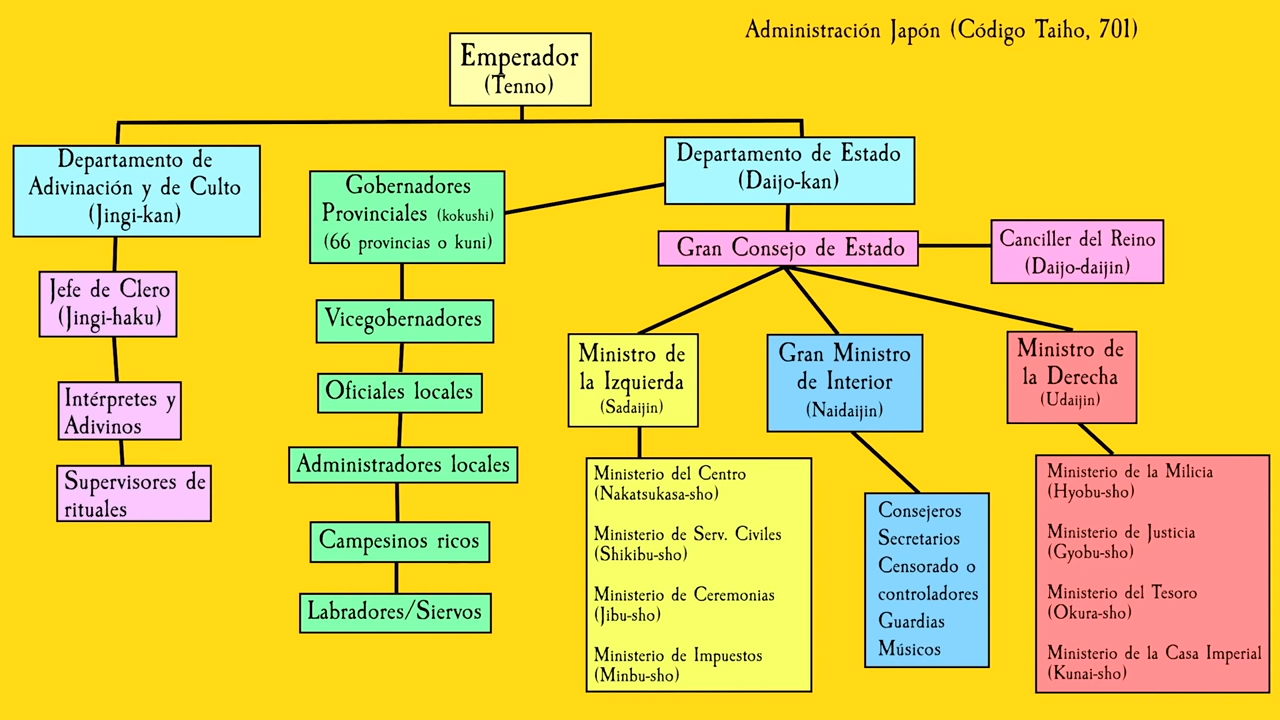 Administración Japón (Código Taiho, 701)
Emperador
(Tenno)
Departamento de
Adivinación y de Culto
(Jingi-kan)
Jefe de Clero
(Jingi-haku)
Intérpretes y
Adivinos
Supervisores de
rituales
Gobernadores
Provinciales (kokushi)
(66 provincias o kuni)
Vicegobernadores
Oficiales locales
Administradores locales
Campesinos ricos
Labradores/Siervos
Departamento de Estado
(Daijo-kan)
Gran Consejo de Estado
Canciller del Reino
(Daijo-daijin)
Ministro de
la Izquierda
(Sadaijin)
Ministerio del Centro
(Nakatsukasa-sho)
Ministerio de Serv. Civiles
(Shikibu-sho)
Ministerio de Ceremonias
(Jibu-sho)
Ministerio de Impuestos
(Minbu-sho)
Gran Ministro
de Interior
(Naidaijin)
Consejeros
Secretarios
Censorado o
controladores
Guardias
Músicos
Ministro de
la Derecha
(Udaijin)
Ministerio de la Milicia
(Hyobu-sho)
Ministerio de Justicia
(Gyobu-sho)
Ministerio del Tesoro
(Okura-sho)
Ministerio de la Casa Imperial
(Kunai-sho)